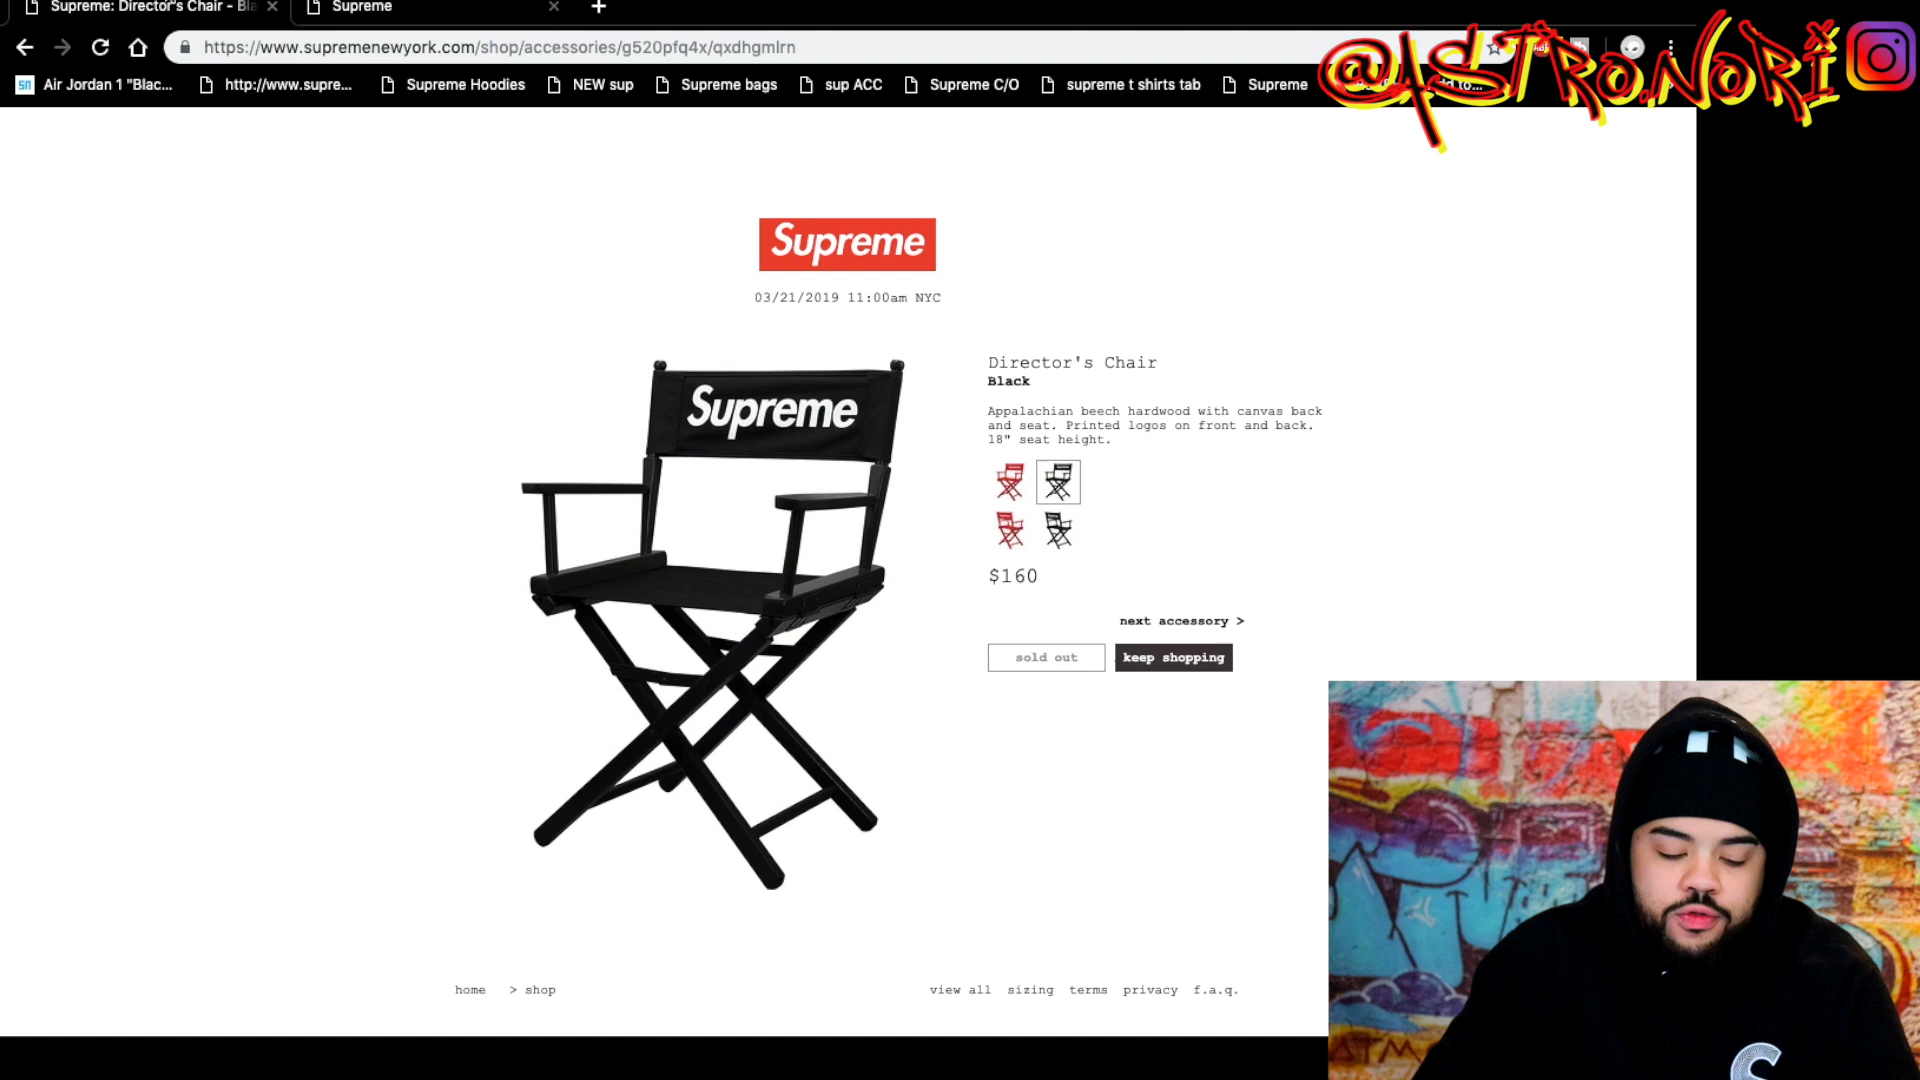 Supreme: Director's Chair - Bla
Supreme
https://www.supremenewyork.com/shop/accessories/g520pfq4x/qxdhgmlrn
Air Jordan 1 "Blac...
http://www.supre...
Supreme Hoodies
NEW sup
Supreme bags
sup ACC
Supreme C/O
supreme t shirts tab
Supreme
@ASTRO.NORI
Supreme
03/21/2019 11:00am NYC
Supreme
Director's Chair
Black
Appalachian beech hardwood with canvas back
and seat. Printed logos on front and back.
18" seat height.
$160
next accessory >
sold out
keep shopping
home > shop
view all sizing terms privacy f.a.q.